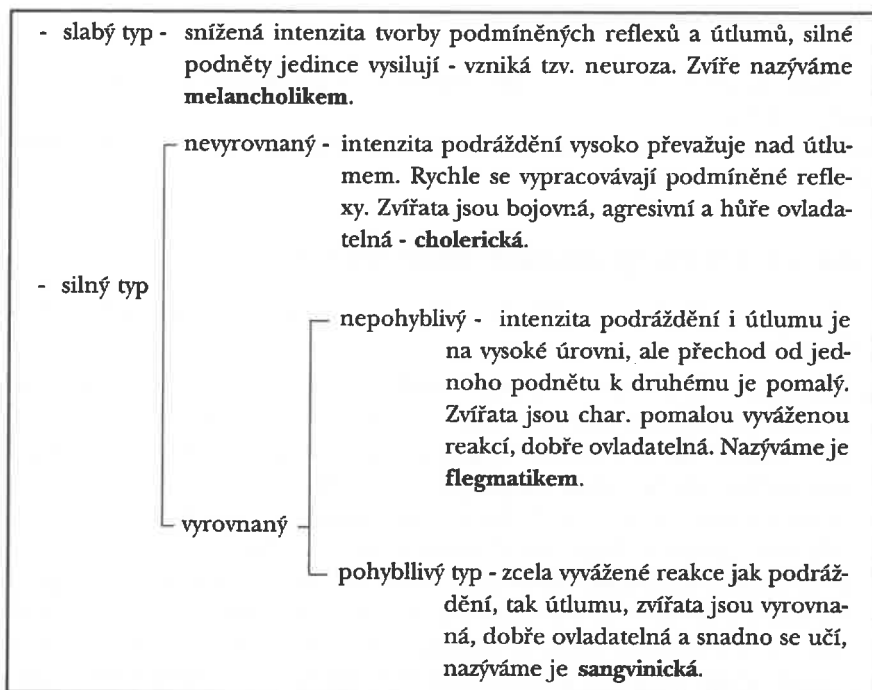 - slabý typ - snížená intenzita tvorby podmíněných reflexů a útlumů, silné
podněty jedince vysilují - vzniká tzv. neuroza. Zvíře nazýváme
melancholikem.
nevyrovnaný - intenzita podráždění vysoko převažuje nad útlu-
mem. Rychle se vypracovávají podmíněné refle-
xy. Zvířata jsou bojovná, agresivní a hůře ovlada-
telná - cholerická.
- silný typ
nepohyblivý - intenzita podráždění i útlumu je
na vysoké úrovni, ale přechod od jed-
noho podnětu k druhému je pomalý.
Zvířata jsou char. pomalou vyváženou
reakcí, dobře ovladatelná. Nazýváme je
flegmatikem.
vyrovnaný
pohybllivý typ - zcela vyvážené reakce jak podráž-
dění, tak útlumu, zvířata jsou vyrovna-
ná, dobře ovladatelná a snadno se učí,
nazýváme je sangvinická.